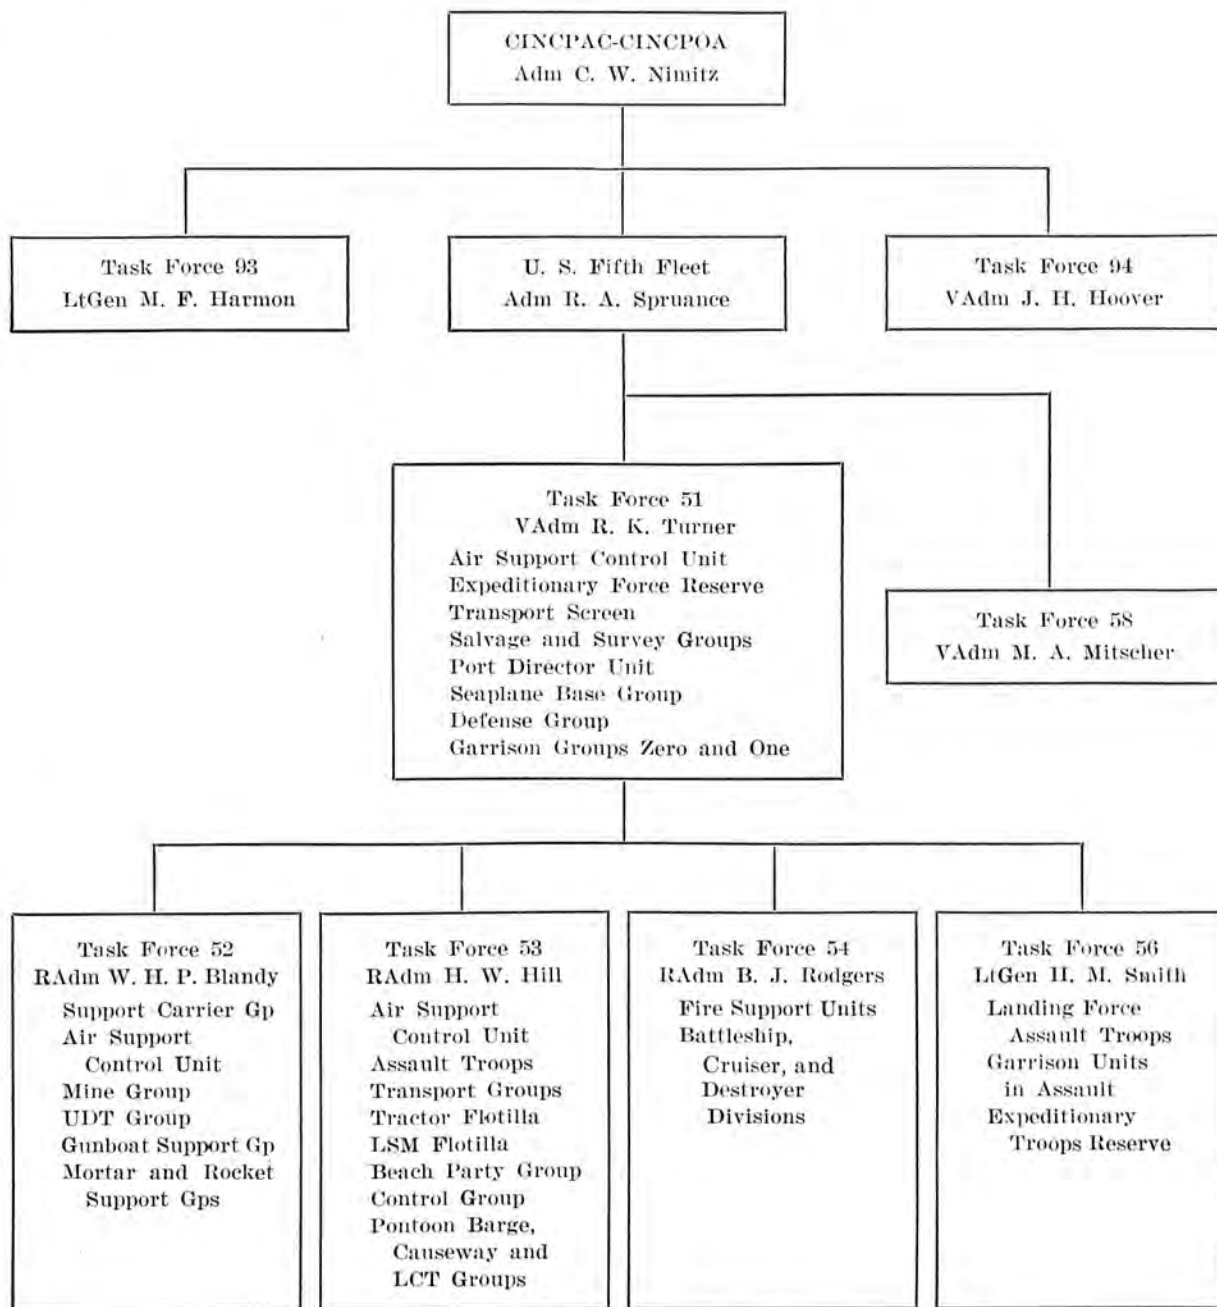 CINCPAC-CINCPOA
Adm C. W. Nimitz
Task Force 93
LtGen M. F. Harmon
U. S. Fifth Fleet
Adm R. A. Spruance
Task Force 94
VAdm J. H. Hoover
Task Force 51
VAdm R. K. Turner
Air Support Control Unit
Expeditionary Force Reserve
Transport Screen
Salvage and Survey Groups
Port Director Unit
Seaplane Base Group
Defense Group
Garrison Groups Zero and One
Task Force 58
VAdm M. A. Mitscher
Task Force 52
RAdm W. H. P. Blandy
Support Carrier Gp
Air Support
Control Unit
Mine Group
UDT Group
Gunboat Support Gp
Mortar and Rocket
Support Gps
Task Force 53
RAdm H. W. Hill
Air Support
Control Unit
Assault Troops
Transport Groups
Tractor Flotilla
LSM Flotilla
Beach Party Group
Control Group
Pontoon Barge,
Causeway and
LCT Groups
Task Force 54
RAdm B. J. Rodgers
Fire Support Units
Battleship,
Cruiser, and
Destroyer
Divisions
Task Force 56
LtGen H. M. Smith
Landing Force
Assault Troops
Garrison Units
in Assault
Expeditionary
Troops Reserve